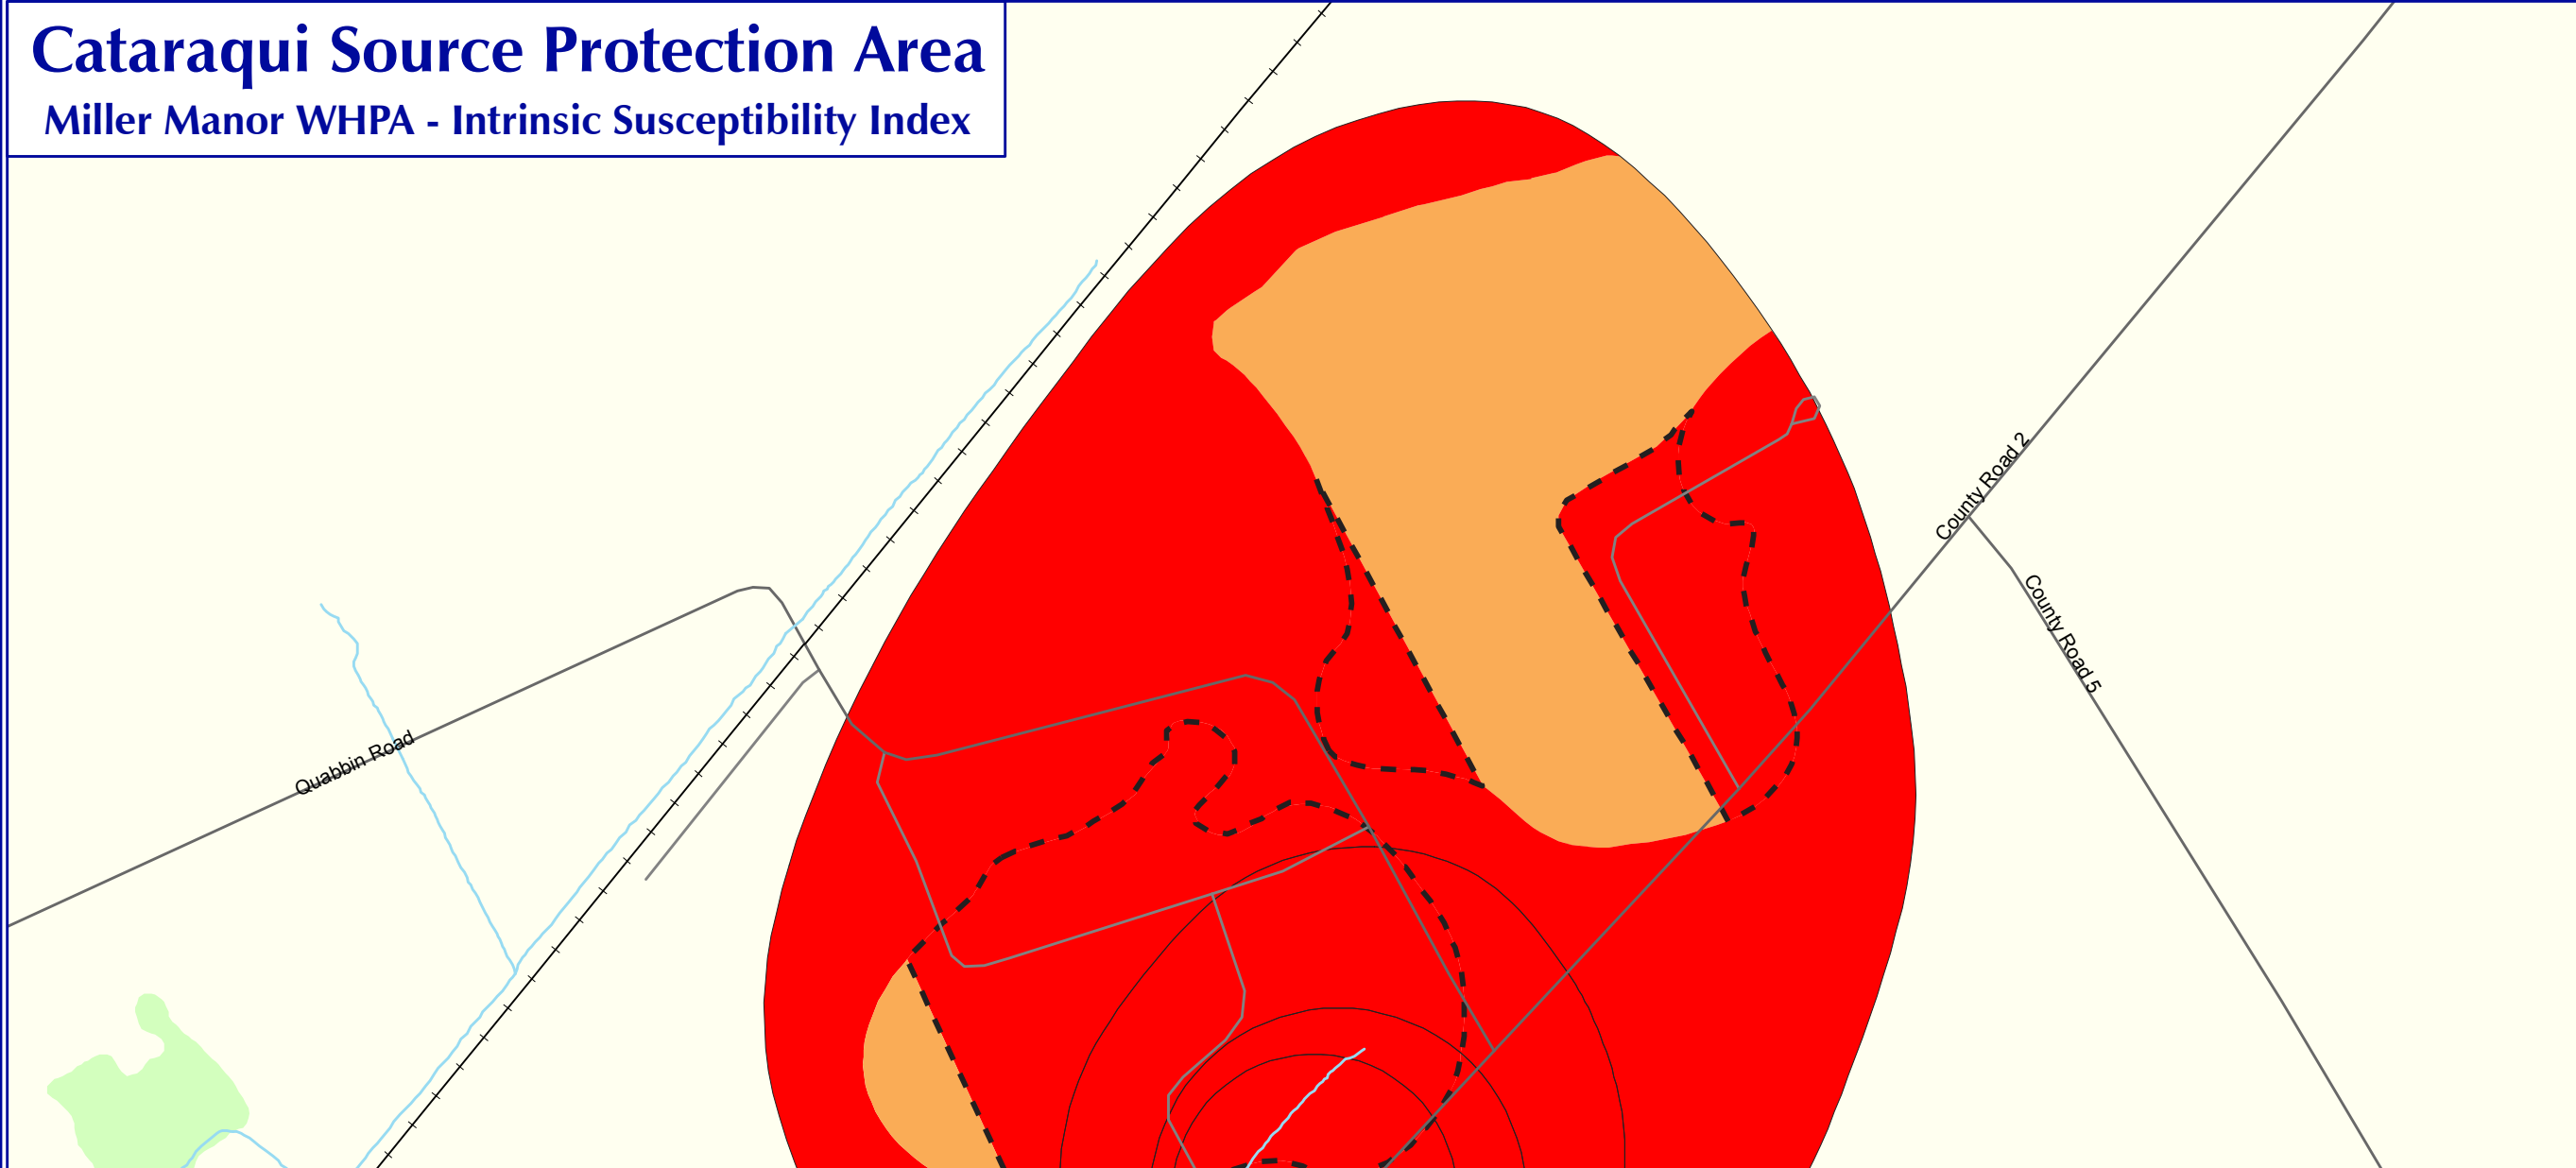 Cataraqui Source Protection Area
Miller Manor WHPA - Intrinsic Susceptibility Index
County Road 2
County Road 5
Quabbin Road